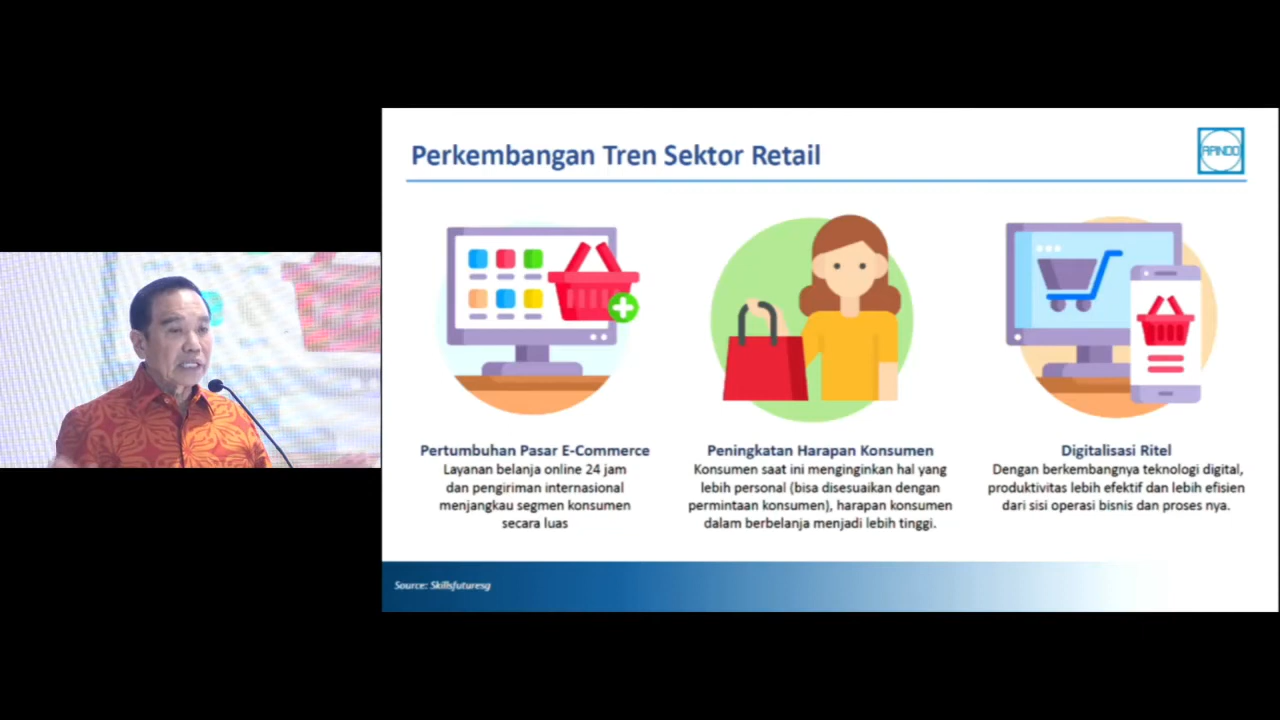 Perkembangan Tren Sektor Retail
APINDO
Pertumbuhan Pasar E-Commerce
Layanan belanja online 24 jam
dan pengiriman internasional
menjangkau segmen konsumen
secara luas
Peningkatan Harapan Konsumen
Konsumen saat ini menginginkan hal yang
lebih personal (bisa disesuaikan dengan
permintaan konsumen), harapan konsumen
dalam berbelanja menjadi lebih tinggi.
Digitalisasi Ritel
Dengan berkembangnya teknologi digital,
produktivitas lebih efektif dan lebih efisien
dari sisi operasi bisnis dan proses nya.
Source: Skillsfuturesg